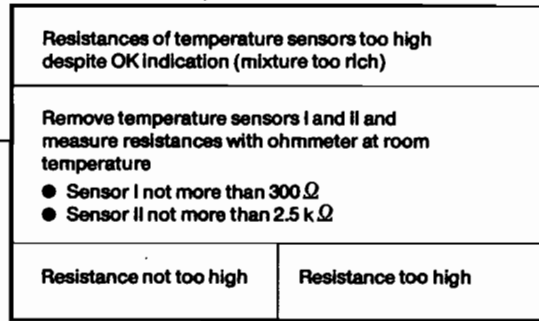 Resistances of temperature sensors too high
despite OK indication (mixture too rich)
Remove temperature sensors I and II and
measure resistances with ohmmeter at room
temperature
● Sensor I not more than 300 Ω
● Sensor II not more than 2.5 k Ω
Resistance not too high
Resistance too high